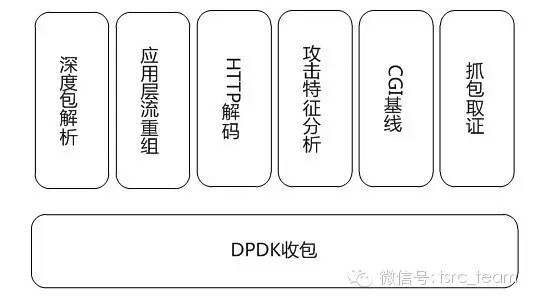 深度包解析
应用层流重组
HTTP解码
攻击特征分析
CGI基线
抓包取证
DPDK收包
微信号: tsrc_team